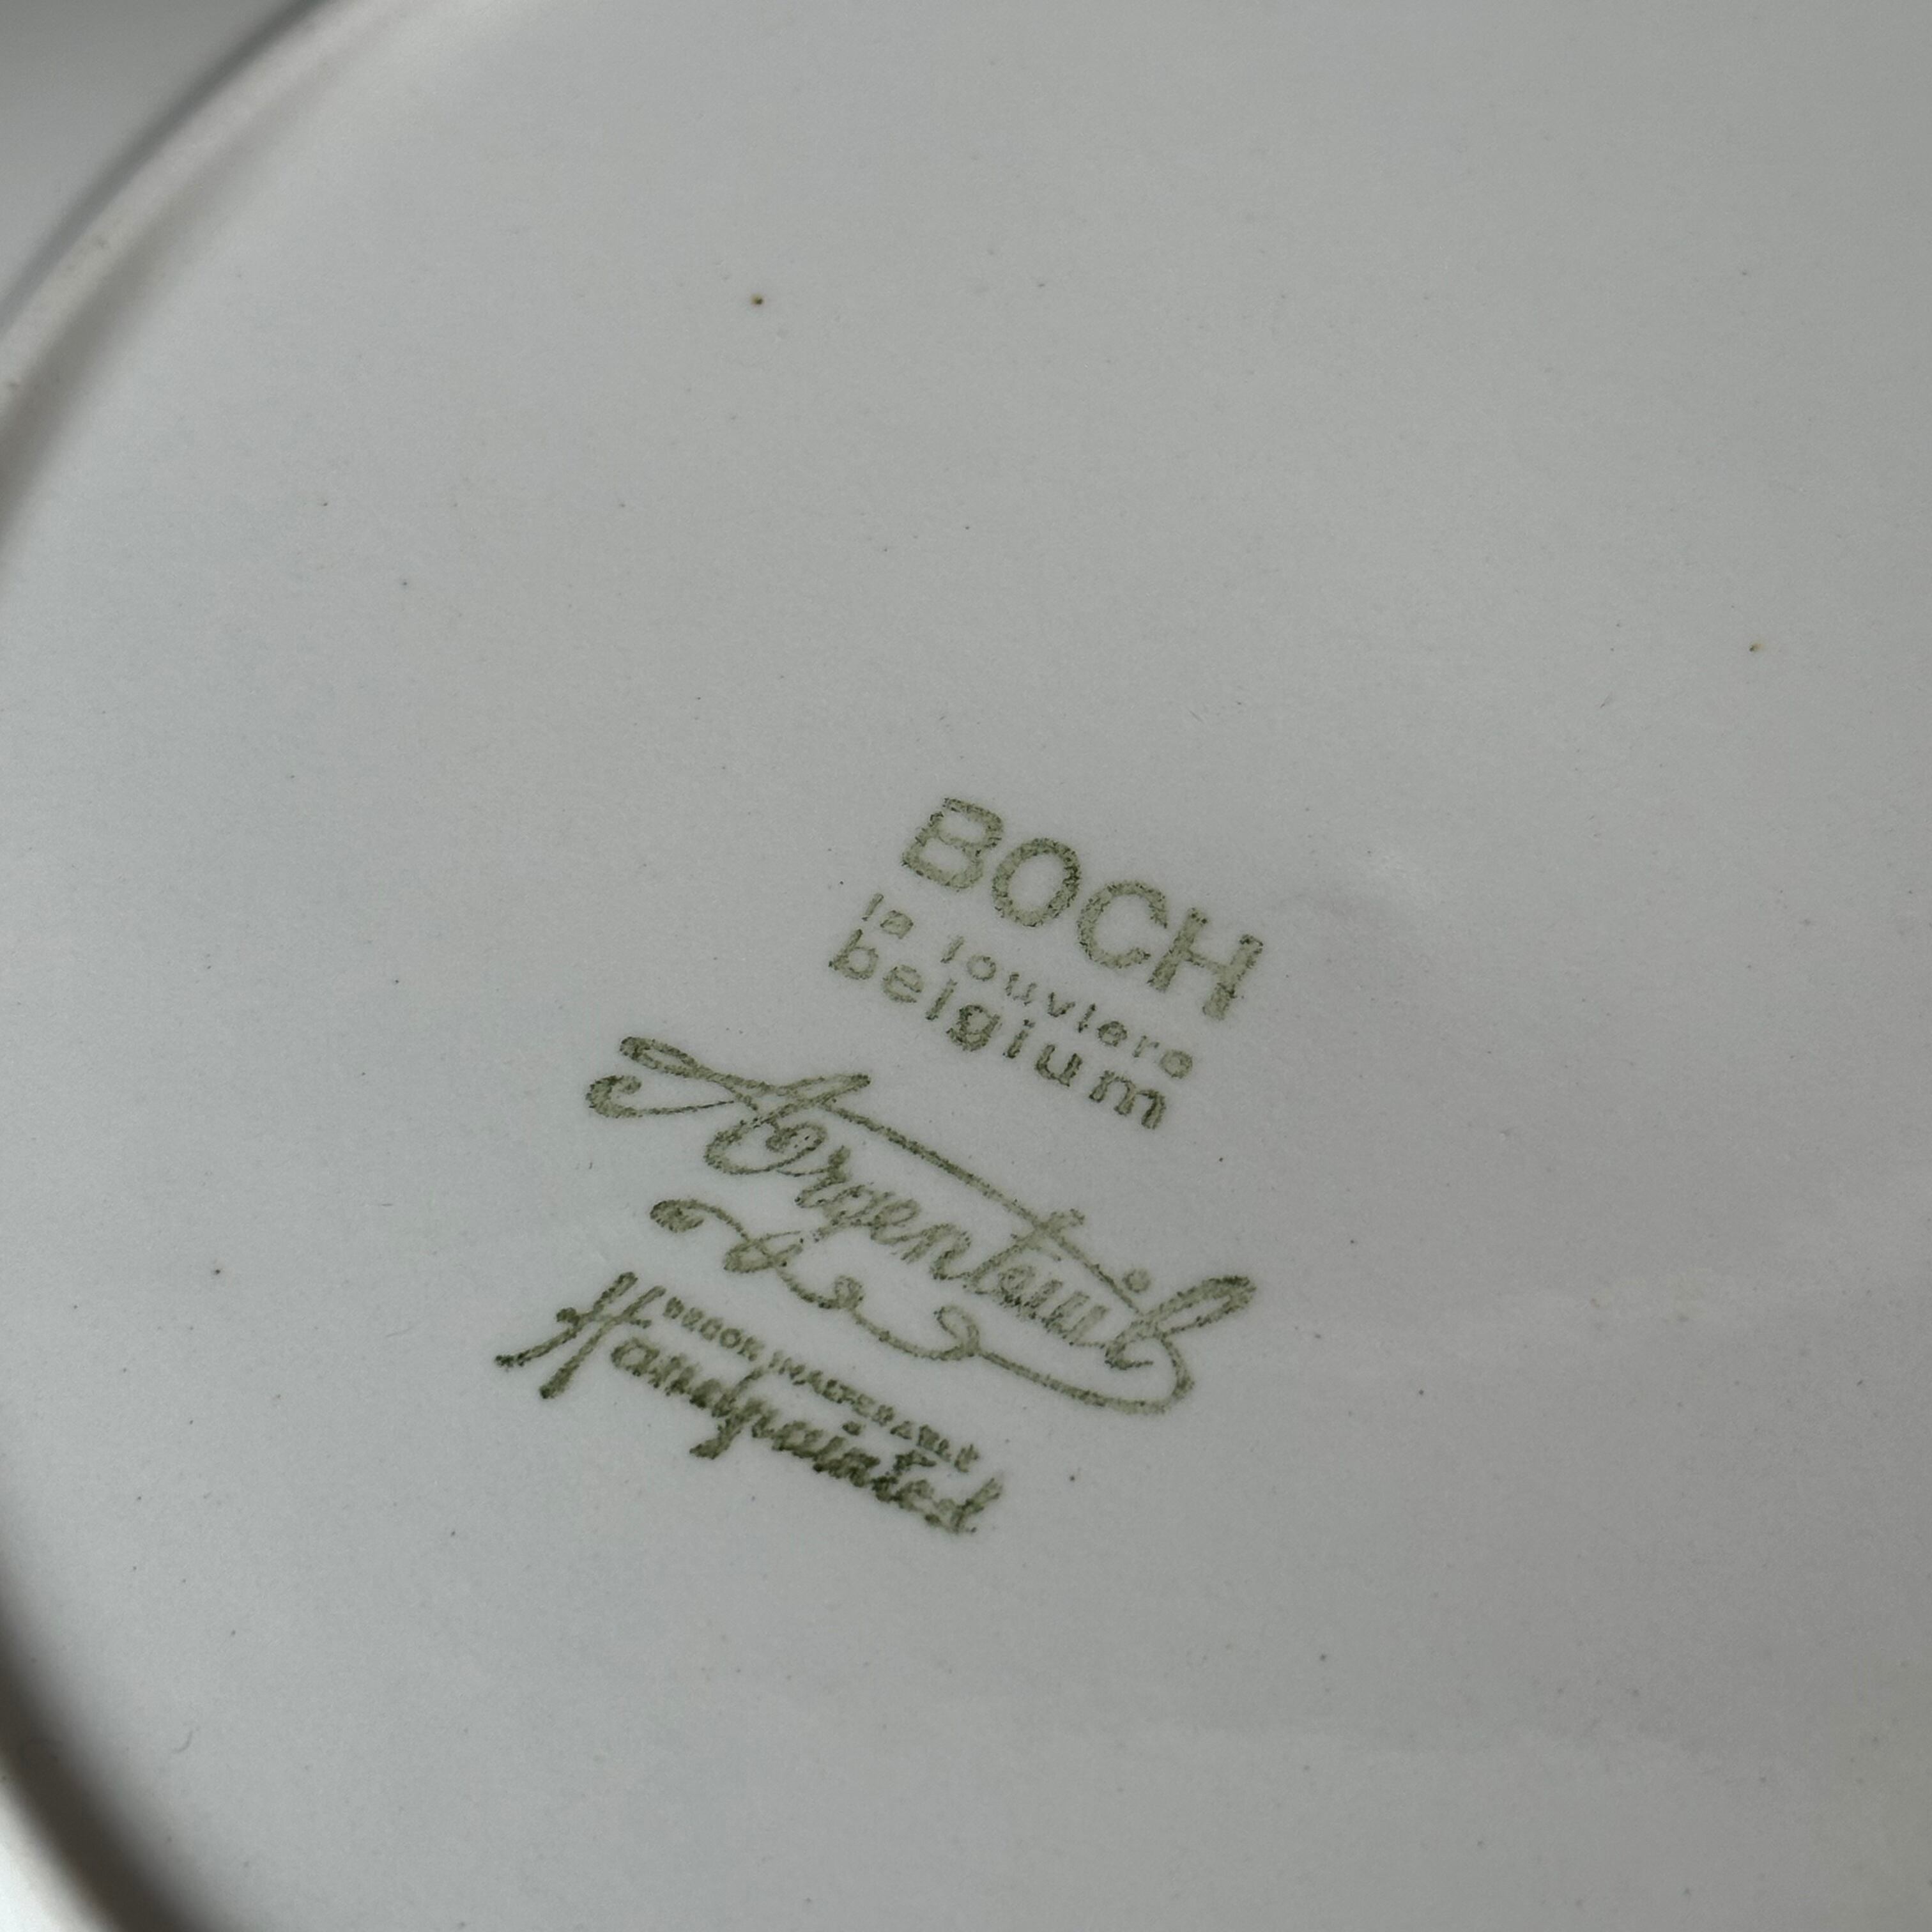 BOCH
la louviere
belgium
Argenteuil
DECOR INALTERABLE
Handpainted